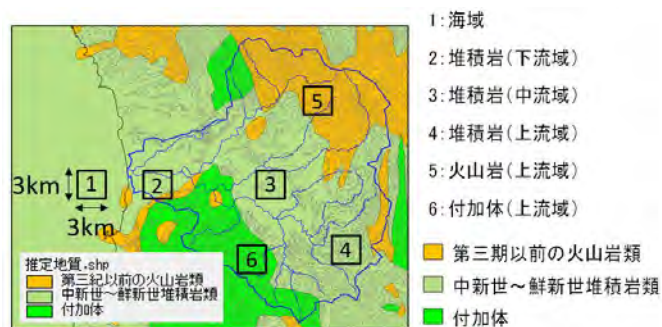 1
2
3
4
5
6
3km
3km
推定地質.shp
第三紀以前の火山岩類
中新世～鮮新世堆積岩類
付加体
1:海域
2:堆積岩(下流域)
3:堆積岩(中流域)
4:堆積岩(上流域)
5:火山岩(上流域)
6:付加体(上流域)
第三期以前の火山岩類
中新世～鮮新世堆積岩類
付加体